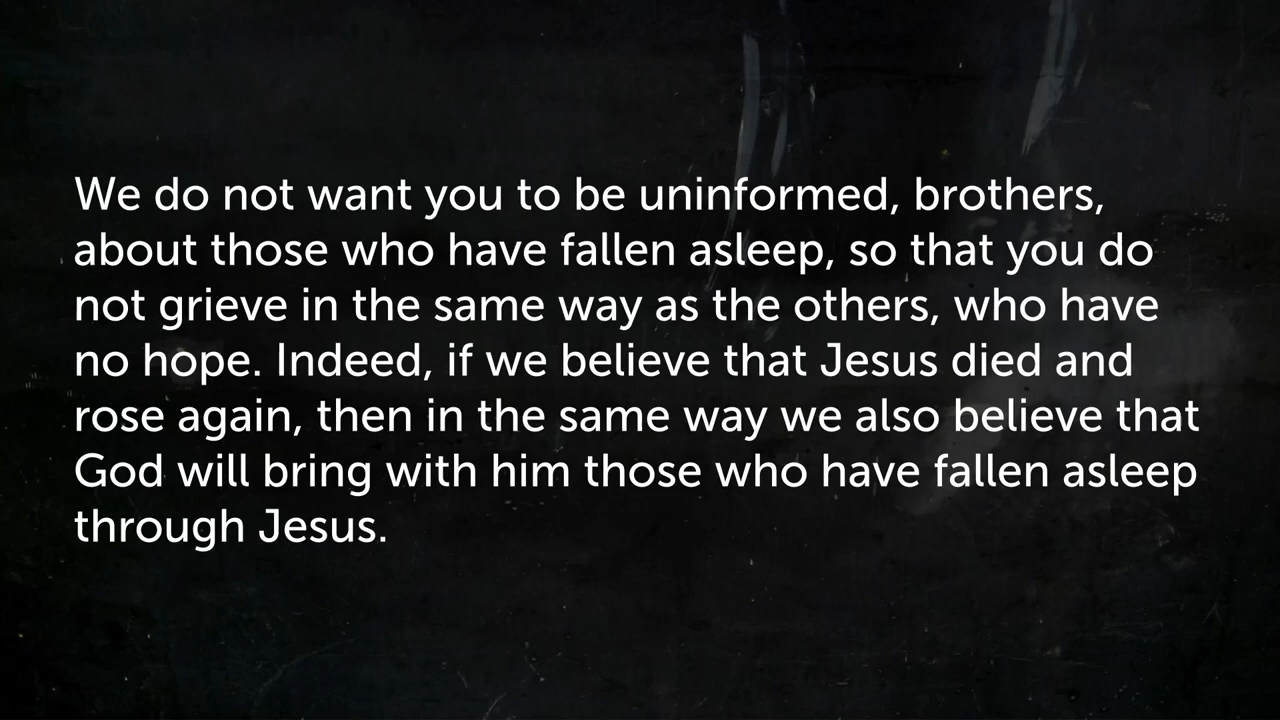 We do not want you to be uninformed, brothers,
about those who have fallen asleep, so that you do
not grieve in the same way as the others, who have
no hope. Indeed, if we believe that Jesus died and
rose again, then in the same way we also believe that
God will bring with him those who have fallen asleep
through Jesus.